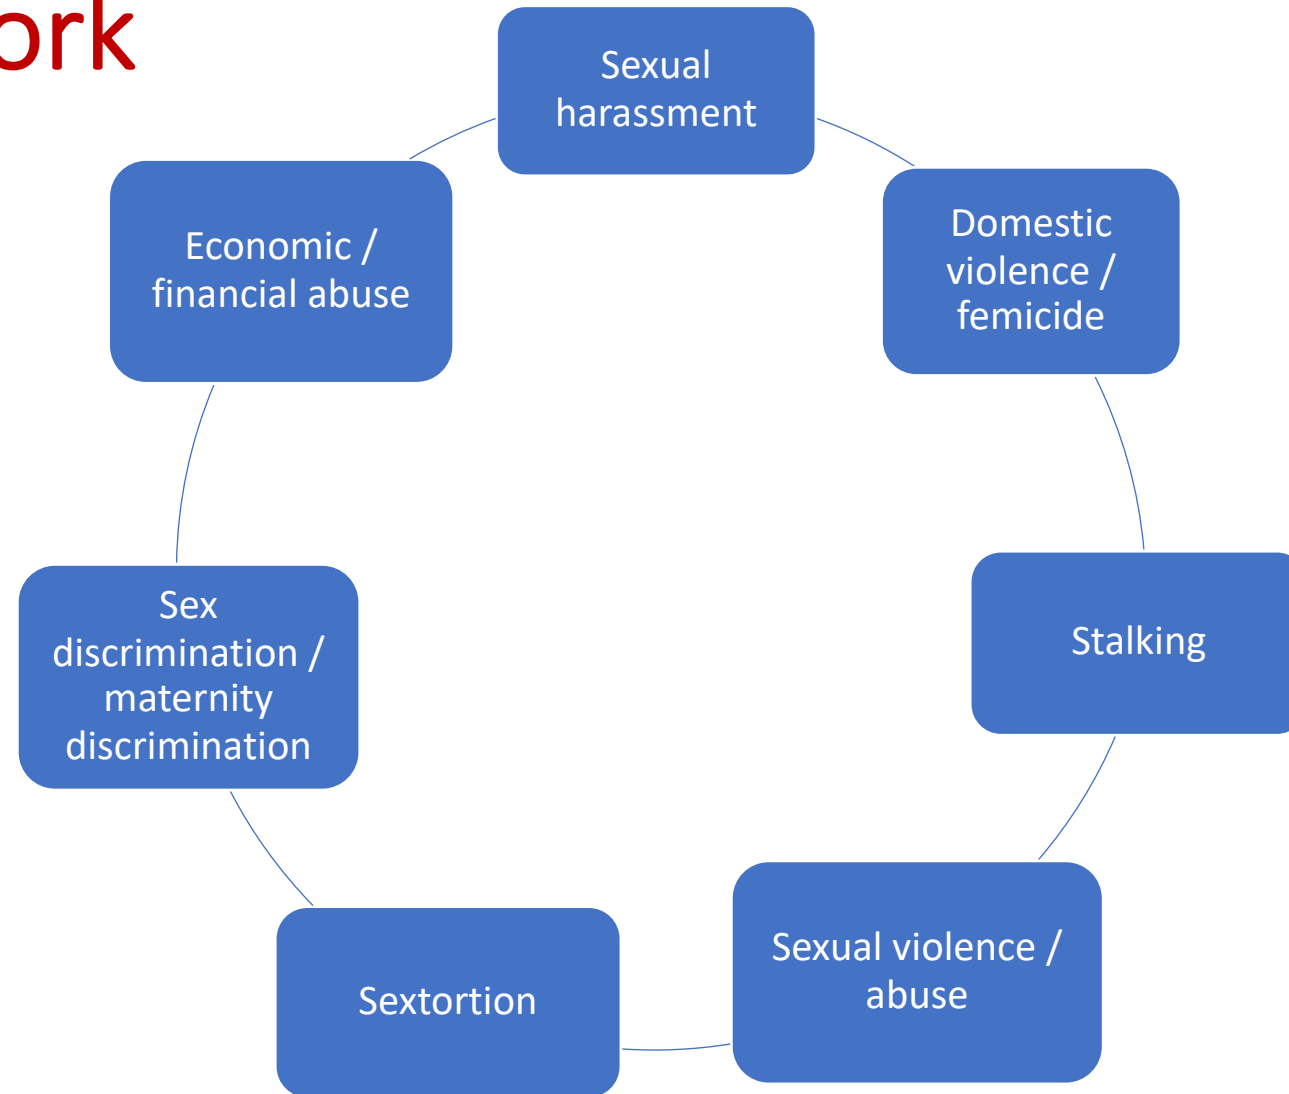 ork
Sexual
harassment
Domestic
violence /
femicide
Stalking
Sexual violence /
abuse
Sextortion
Sex
discrimination /
maternity
discrimination
Economic /
financial abuse